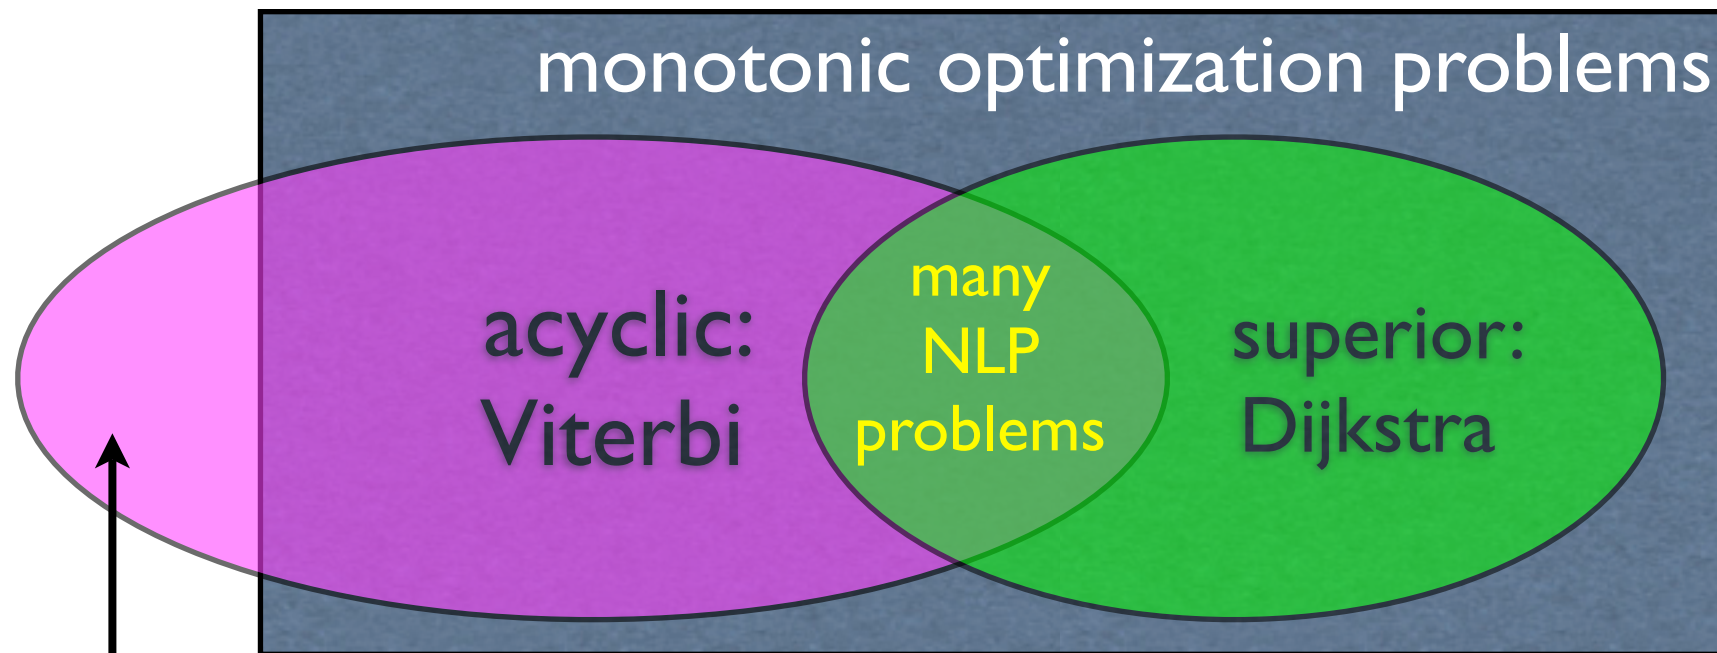 monotonic optimization problems
acyclic:
Viterbi
many
NLP
problems
superior:
Dijkstra